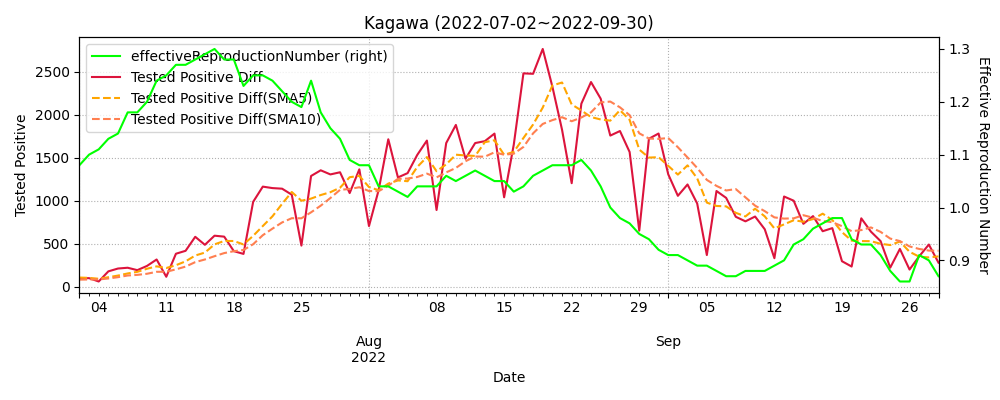 Kagawa (2022-07-02~2022-09-30)
effectiveReproductionNumber (right)
Tested Positive Diff
Tested Positive Diff(SMA5)
Tested Positive Diff(SMA10)
Tested Positive
2500
2000
1500
1000
500
0
1.3
1.2
1.1
1.0
0.9
Effective Reproduction Number
04 11 18 25 08 15 22 29 05 12 19 26
Aug Sep
2022
Date